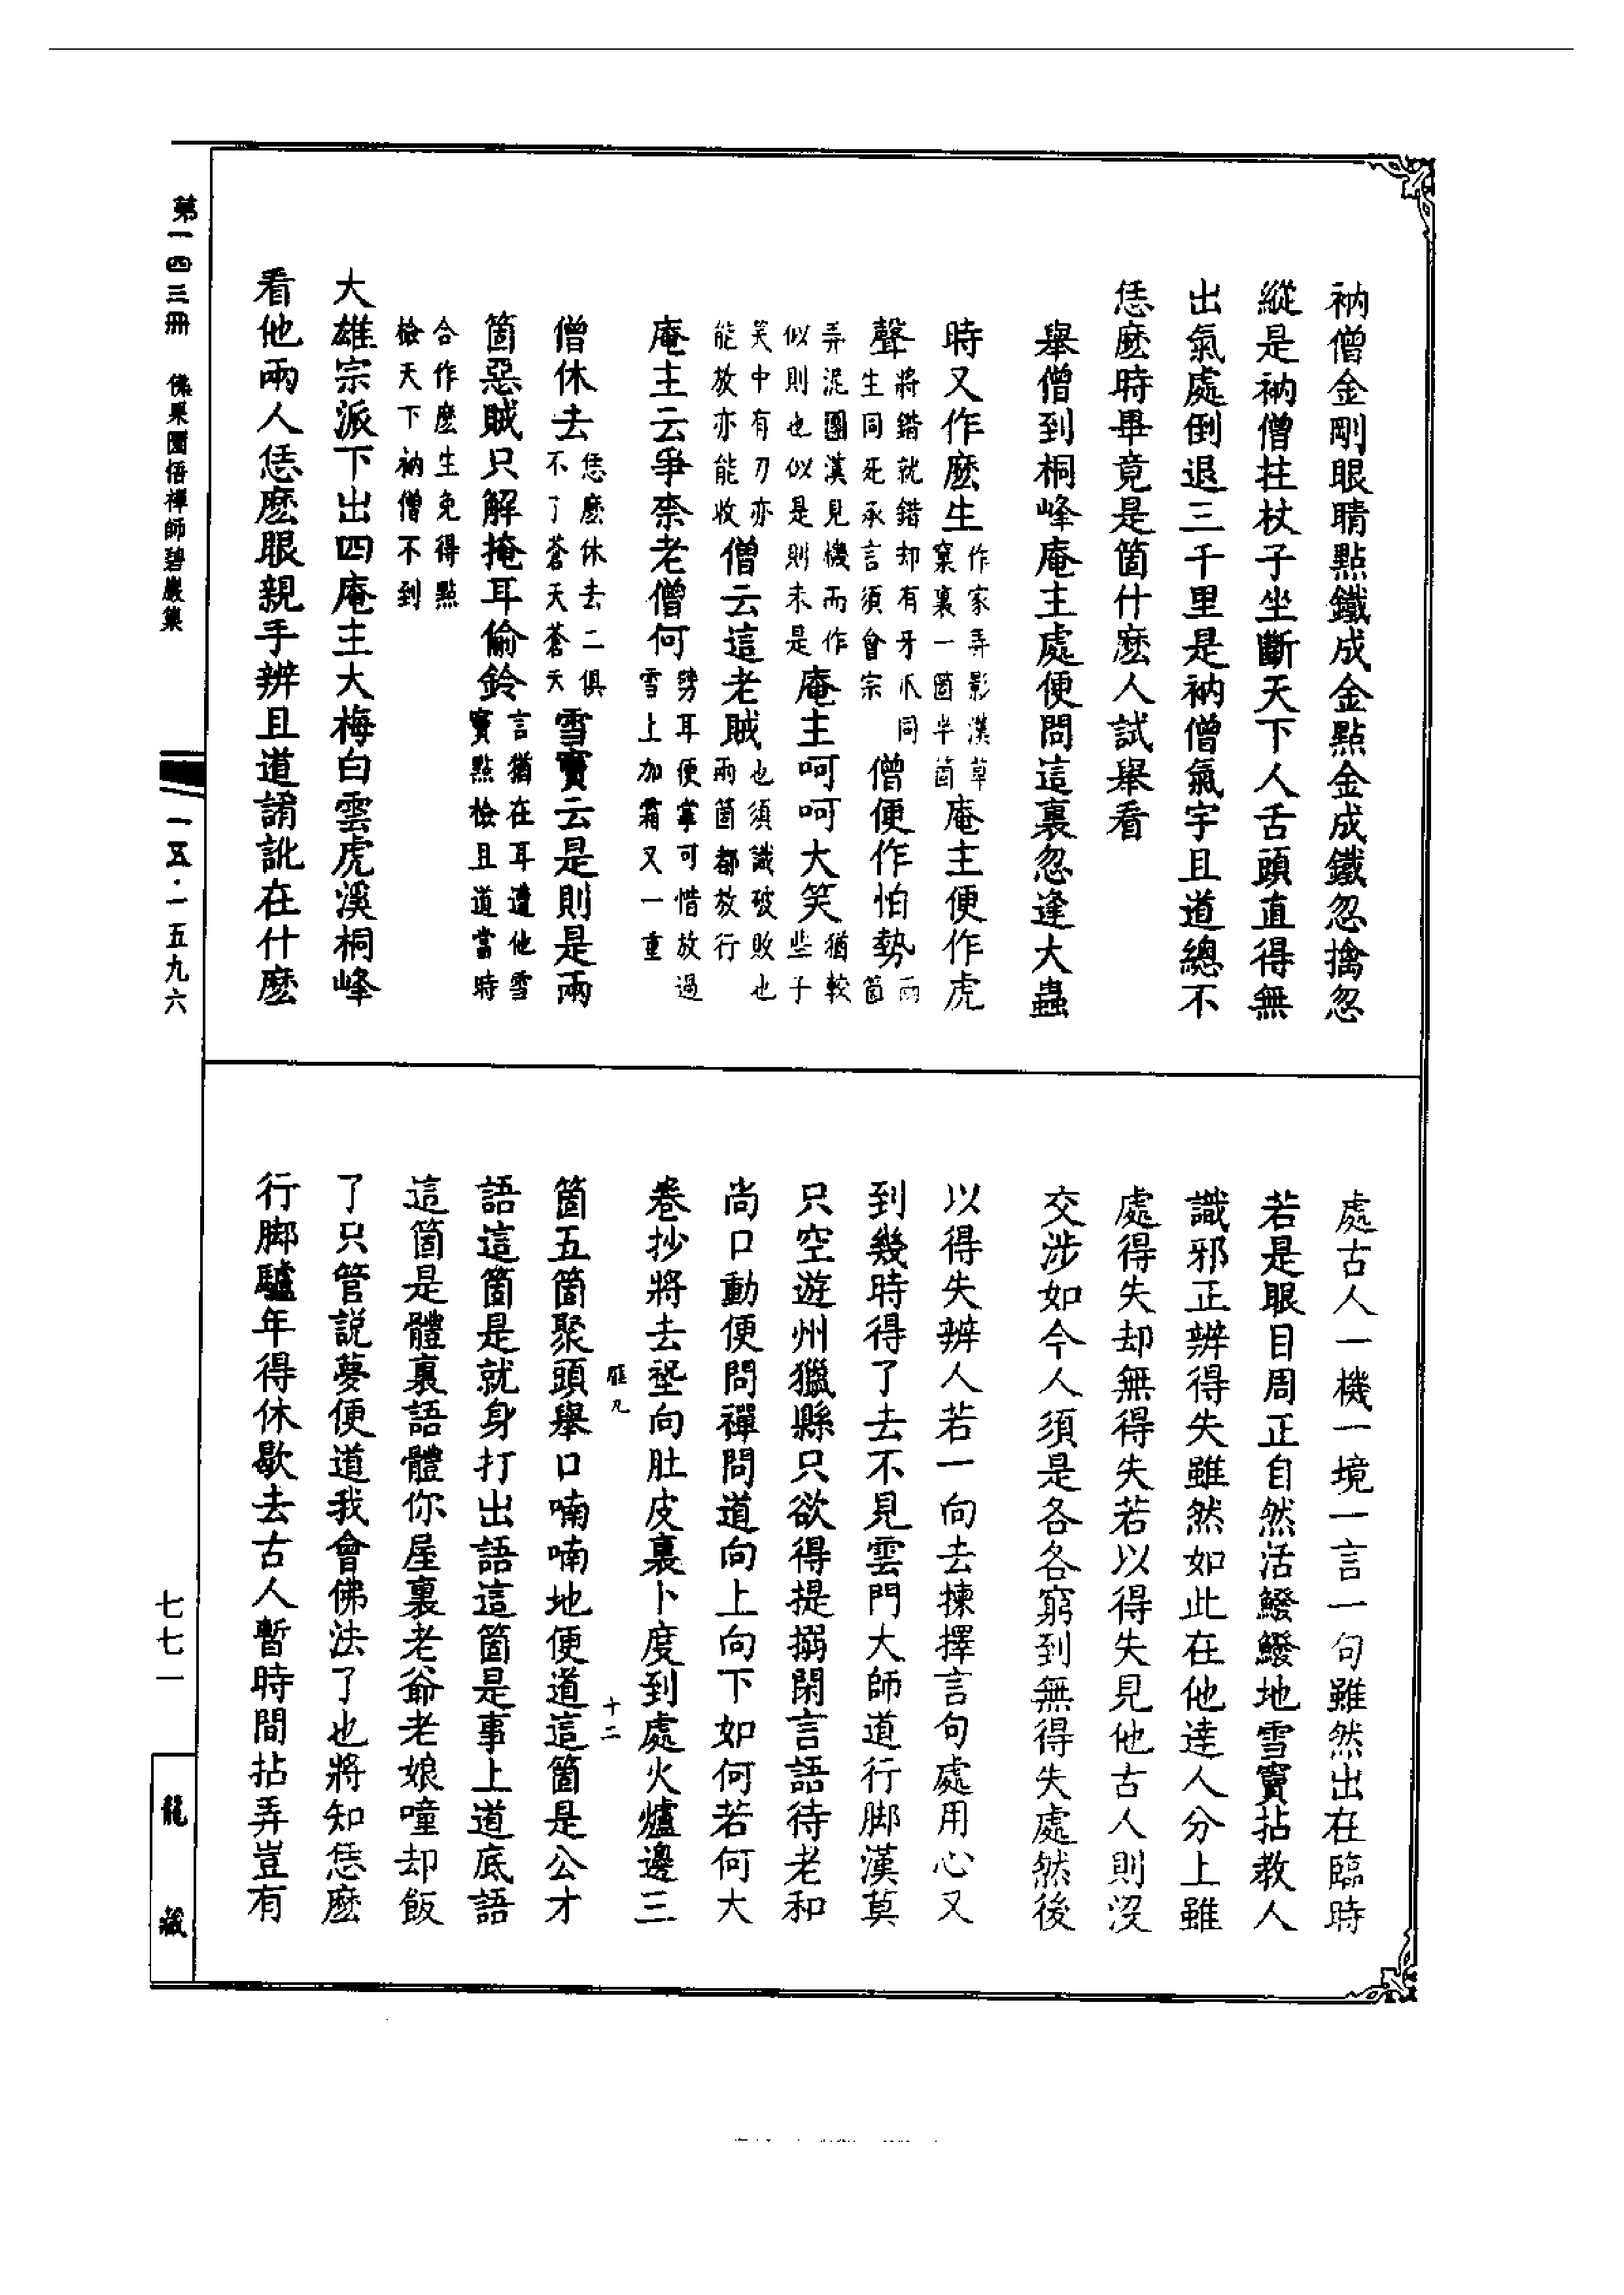 衲僧金剛眼睛點鐵成金點金成鐵忽擒忽
縱是衲僧拄杖子坐斷天下人舌頭直得無
出氣處倒退三千里是衲僧氣宇且道總不
恁麼時畢竟是箇什麼人試舉看
舉僧到桐峰庵主處便問這裏忽逢大蟲
時又作麼生作家弄影漢草窠裏一箇半箇庵主便作虎
聲將錯就錯却有牙爪同生同死承言須會宗僧便作怕勢兩箇
弄泥團漢見機而作似則也似是則未是庵主呵呵大笑猶較些子
笑中有刀亦能放亦能收僧云這老賊也須識破敗也兩箇都放行
庵主云爭柰老僧何劈耳便掌可惜放過雪上加霜又一重
僧休去恁麼休去二俱不了蒼天蒼天雪竇云是則是兩
箇惡賊只解掩耳偷鈴言猶在耳遭他雪竇點檢且道當時
合作麼生免得點檢天下衲僧不到
大雄宗派下出四庵主大梅白雲虎溪桐峰
看他兩人恁麼眼親手辨且道誵訛在什麼
處古人一機一境一言一句雖然出在臨時
若是眼目周正自然活鱍鱍地雪竇拈教人
識邪正辨得失雖然如此在他達人分上雖
處得失却無得失若以得失見他古人則沒
交涉如今人須是各各窮到無得失處然後
以得失辨人若一向去揀擇言句處用心又
到幾時得了去不見雲門大師道行脚漢莫
只空遊州獵縣只欲得提搦閑言語待老和
尚口動便問禪問道向上向下如何若何大
卷抄將去塞向肚皮裏卜度到處火爐邊三
箇五箇聚頭舉口喃喃地便道這箇是公才
語這箇是就身打出語這箇是事上道底語
這箇是體裏語體你屋裏老爺老娘噇却飯
了只管説夢便道我會佛法了也將知恁麼
行脚驢年得休歇去古人暫時間拈弄豈有
雁九
十二
第一四三冊 佛果圜悟禪師碧巖集
一五·一五九六
七七一
龍藏